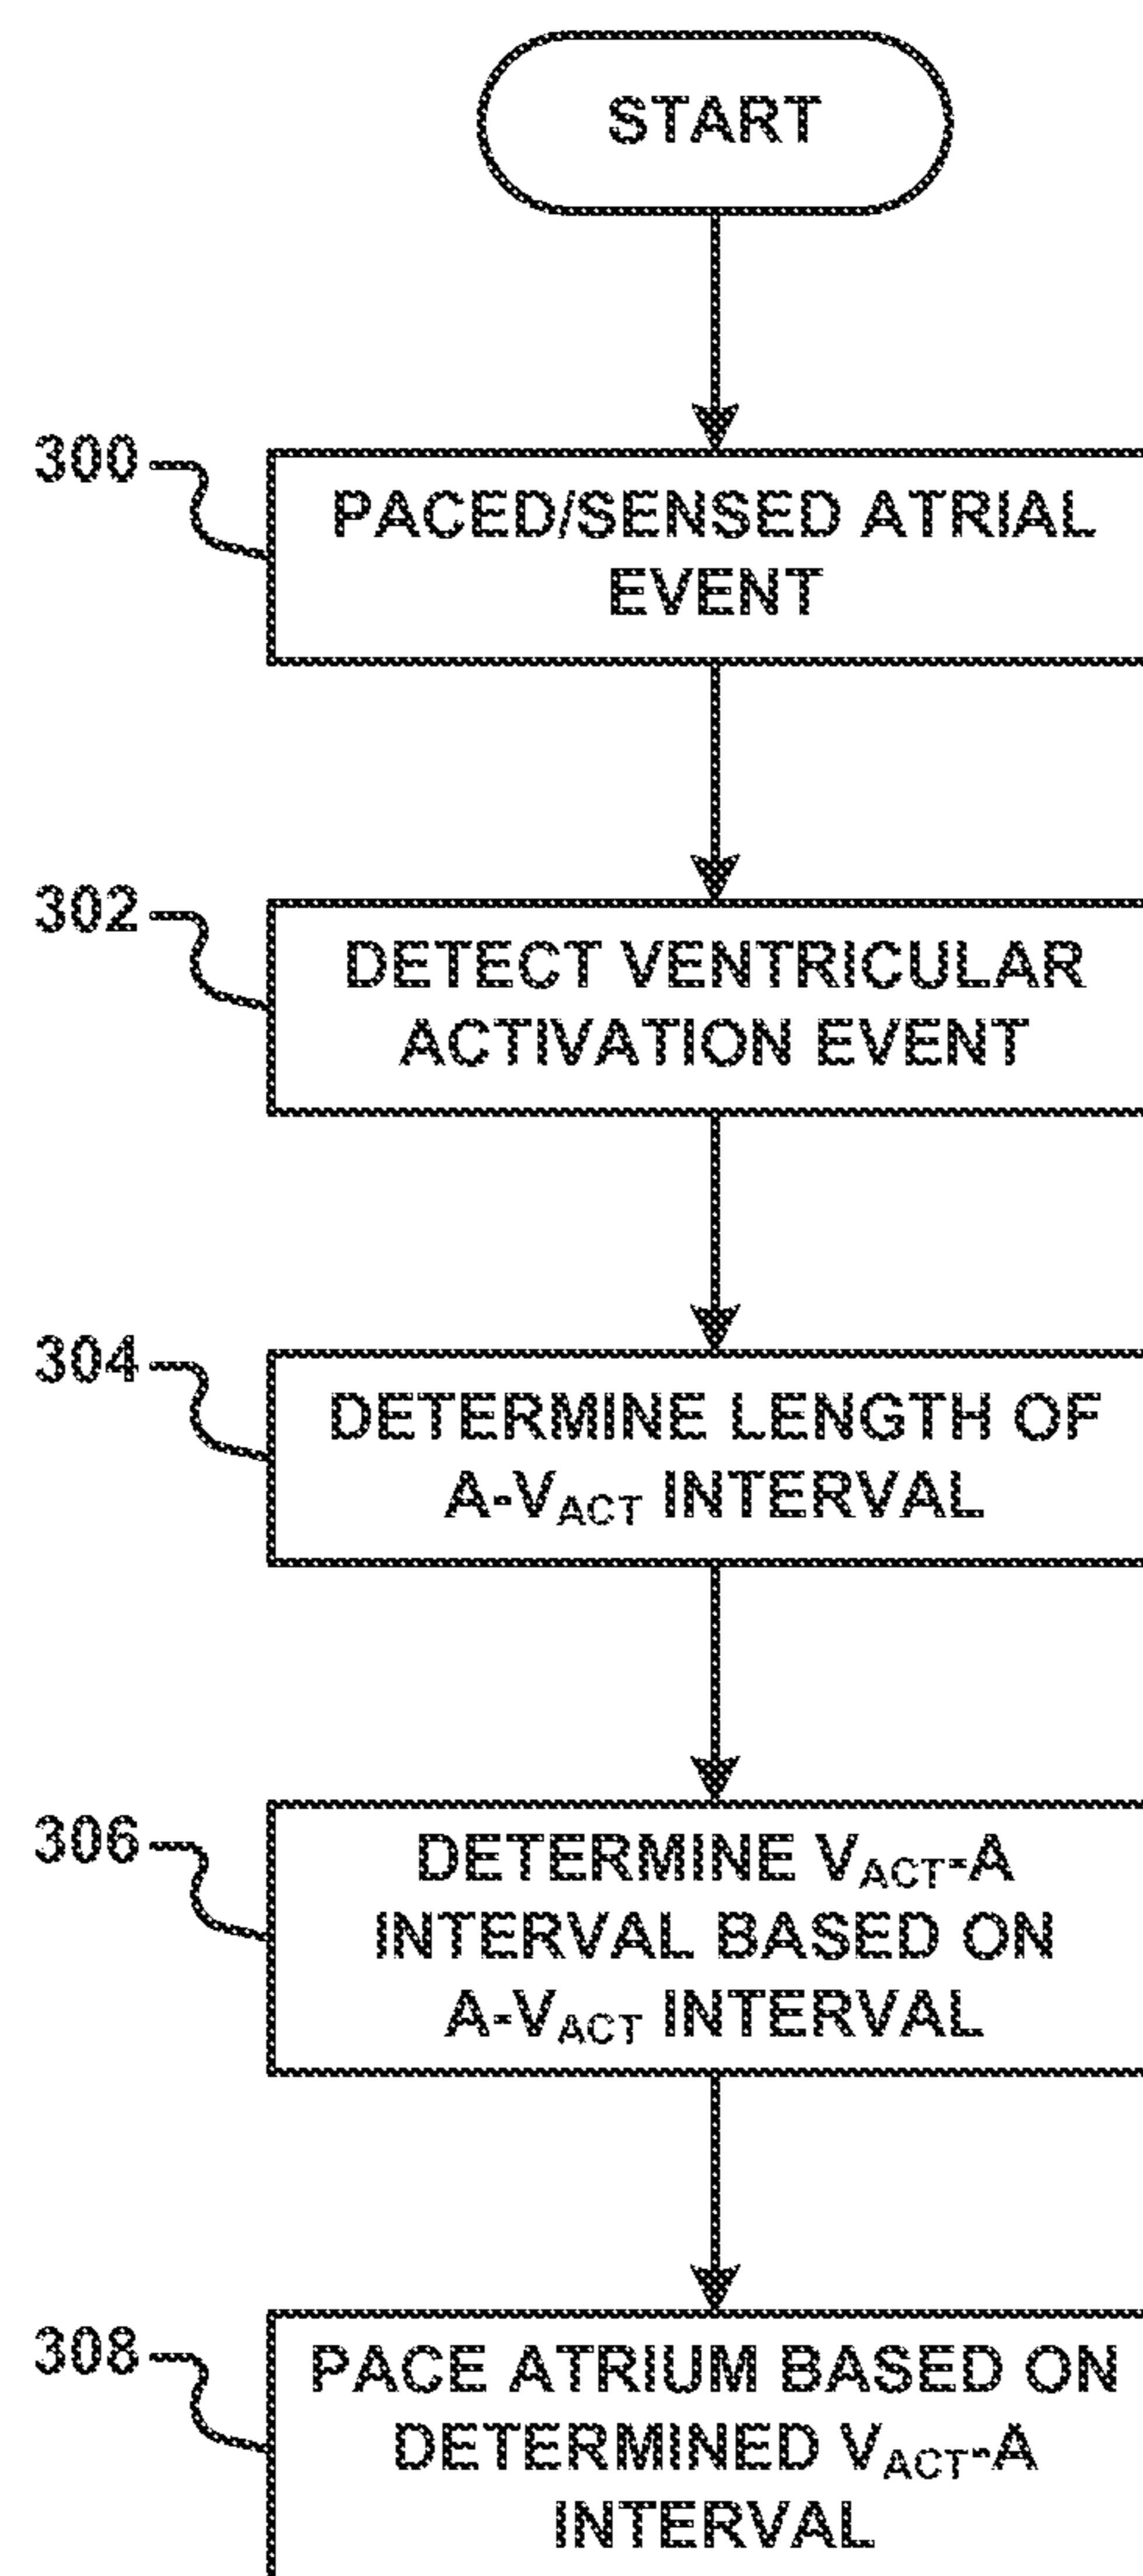 START
300
PACED/SENSED ATRIAL
EVENT
302
DETECT VENTRICULAR
ACTIVATION EVENT
304
DETERMINE LENGTH OF
A-VACT INTERVAL
306
DETERMINE VACT-A
INTERVAL BASED ON
A-VACT INTERVAL
308
PACE ATRIUM BASED ON
DETERMINED VACT-A
INTERVAL